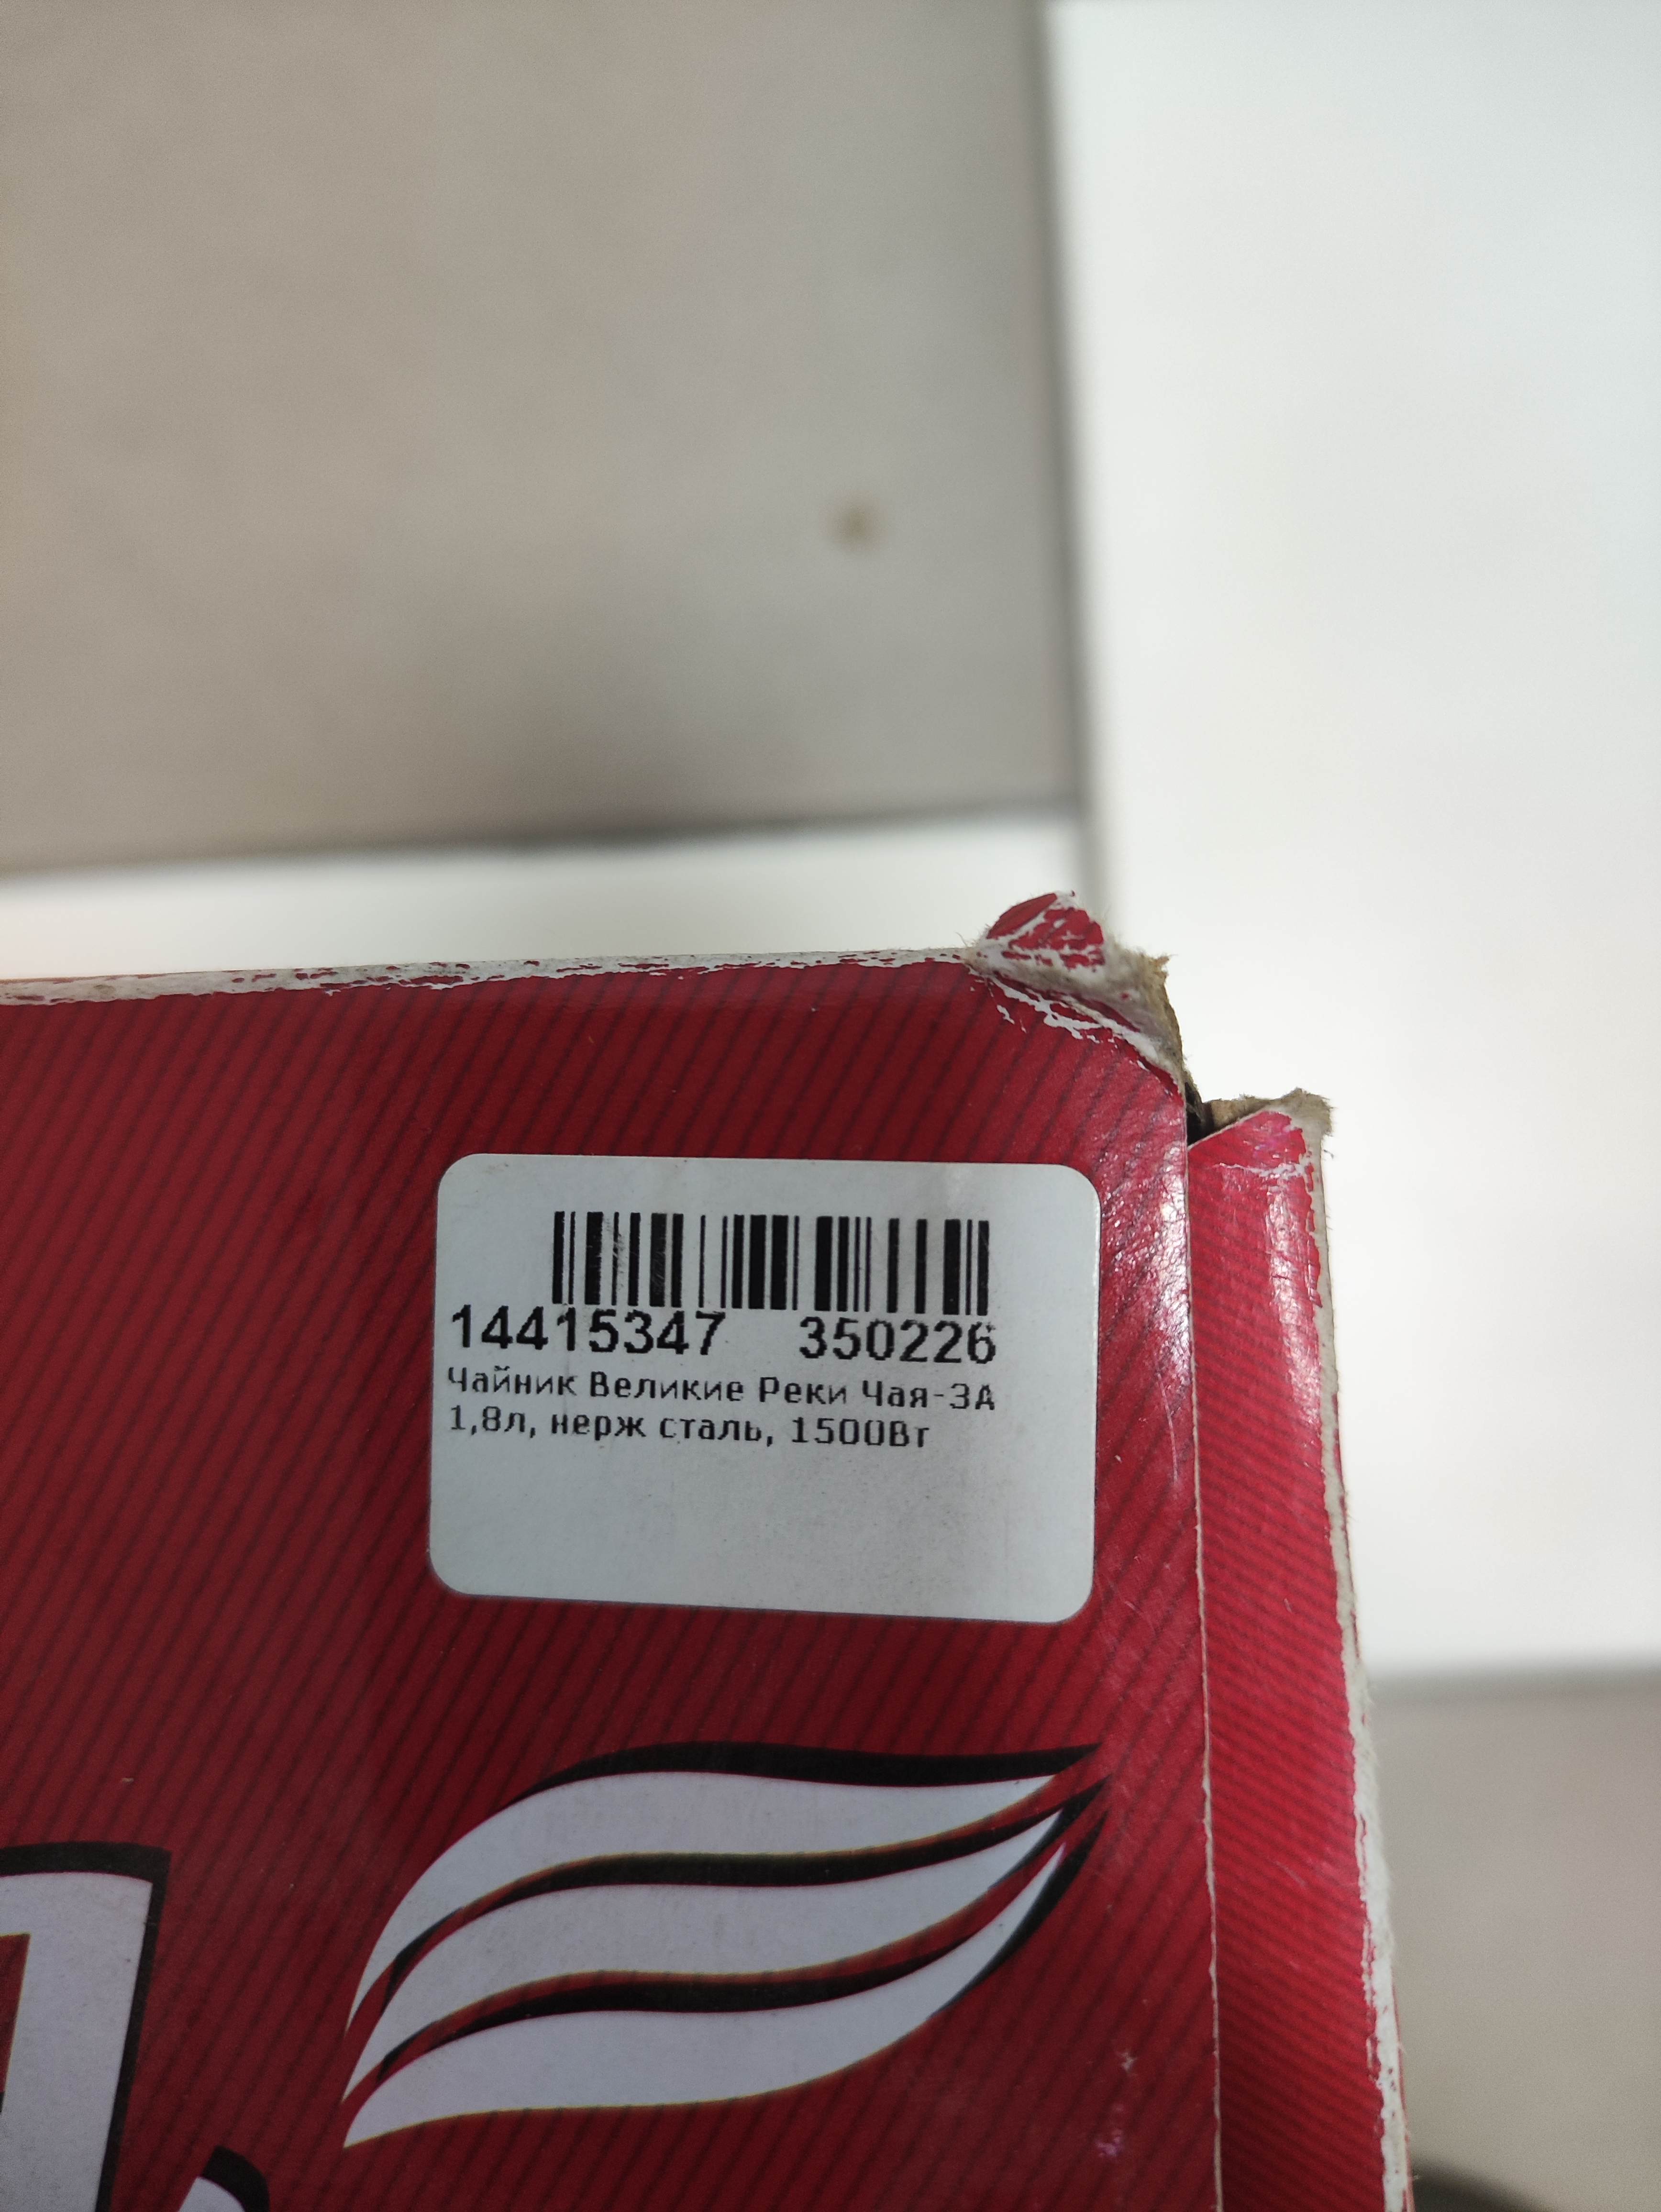 14415347 350226
Чайник Великие Реки Чая-3А
1,8л, нерж сталь, 1500Вт